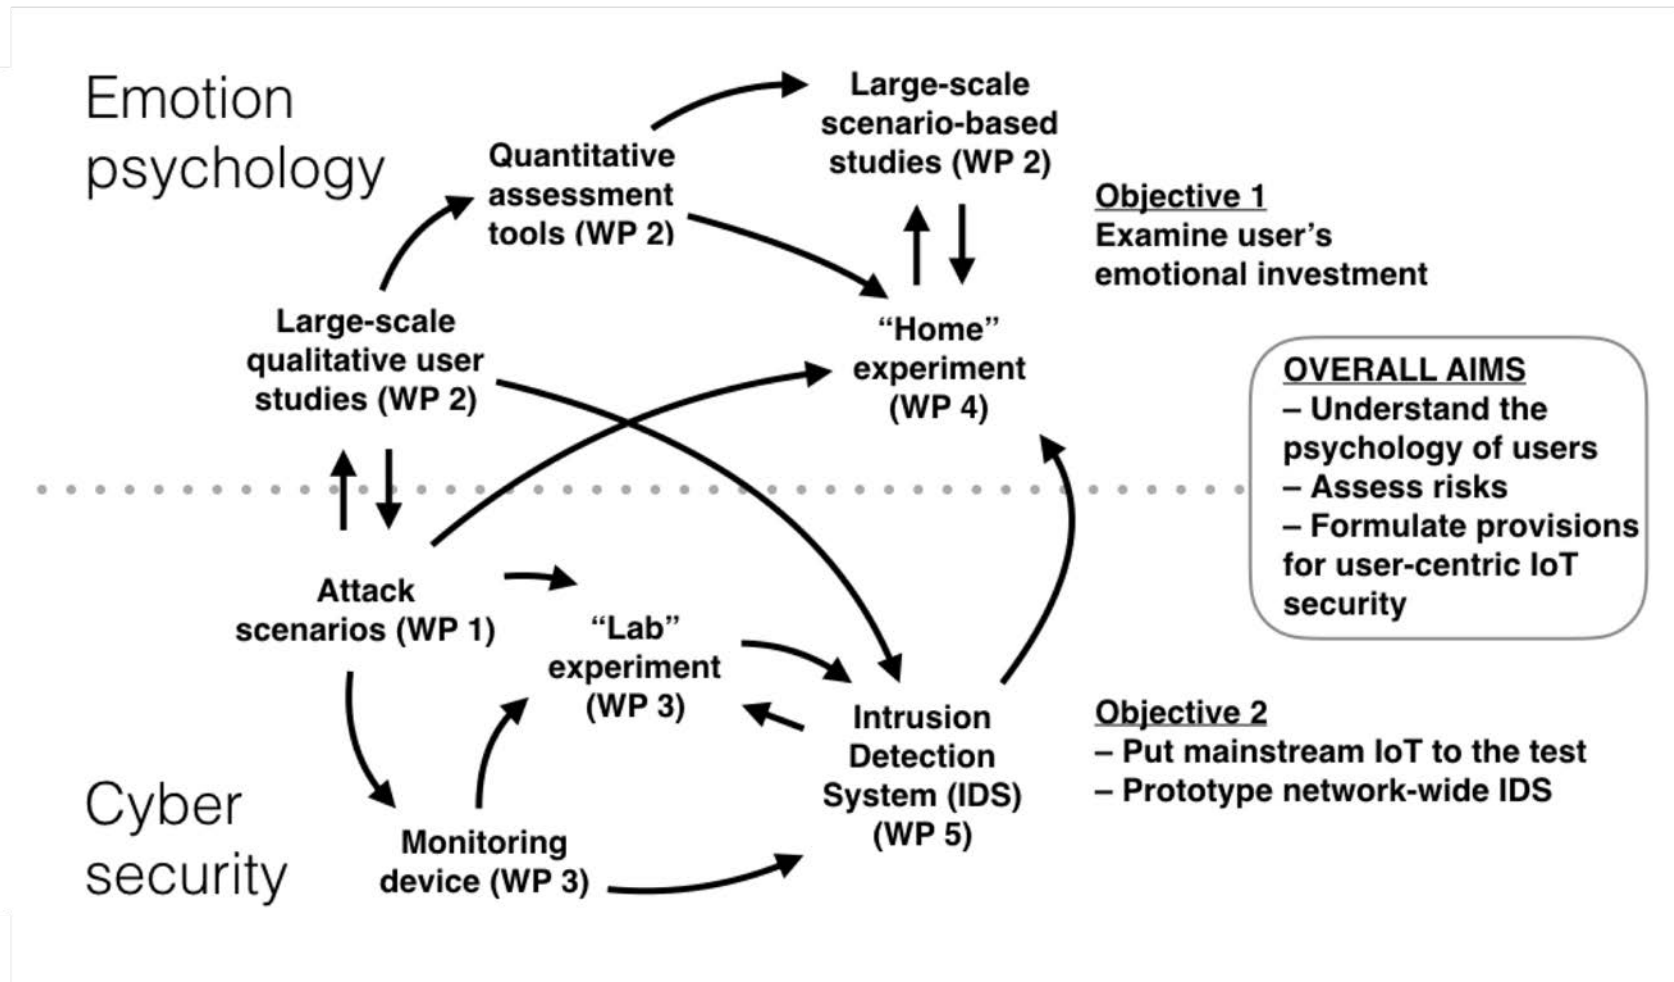 Emotion
psychology
Large-scale
scenario-based
studies (WP 2)
Quantitative
assessment
tools (WP 2)
Objective 1
Examine user’s
emotional investment
Large-scale
qualitative user
studies (WP 2)
“Home”
experiment
(WP 4)
OVERALL AIMS
– Understand the
psychology of users
– Assess risks
– Formulate provisions
for user-centric IoT
security
Attack
scenarios (WP 1)
“Lab”
experiment
(WP 3)
Intrusion
Detection
System (IDS)
(WP 5)
Objective 2
– Put mainstream IoT to the test
– Prototype network-wide IDS
Cyber
security
Monitoring
device (WP 3)